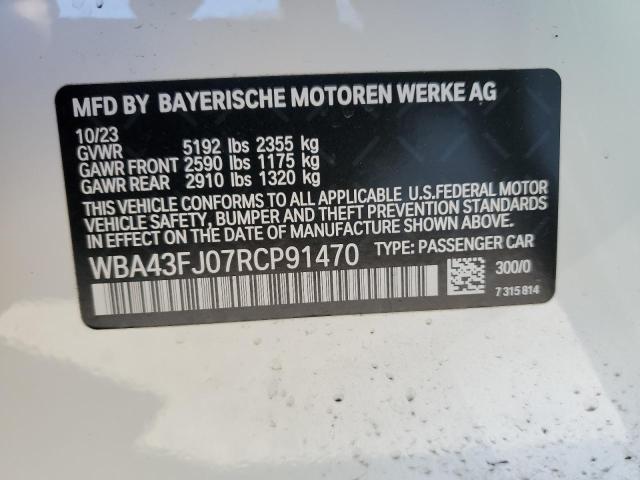 MFD BY BAYERISCHE MOTOREN WERKE AG
10/23
GVWR 5192 lbs 2355 kg
GAWR FRONT 2590 lbs 1175 kg
GAWR REAR 2910 lbs 1320 kg
THIS VEHICLE CONFORMS TO ALL APPLICABLE U.S.FEDERAL MOTOR
VEHICLE SAFETY, BUMPER AND THEFT PREVENTION STANDARDS
IN EFFECT ON THE DATE OF MANUFACTURE SHOWN ABOVE.
WBA43FJ07RCP91470 TYPE: PASSENGER CAR
300/0
7 315 814